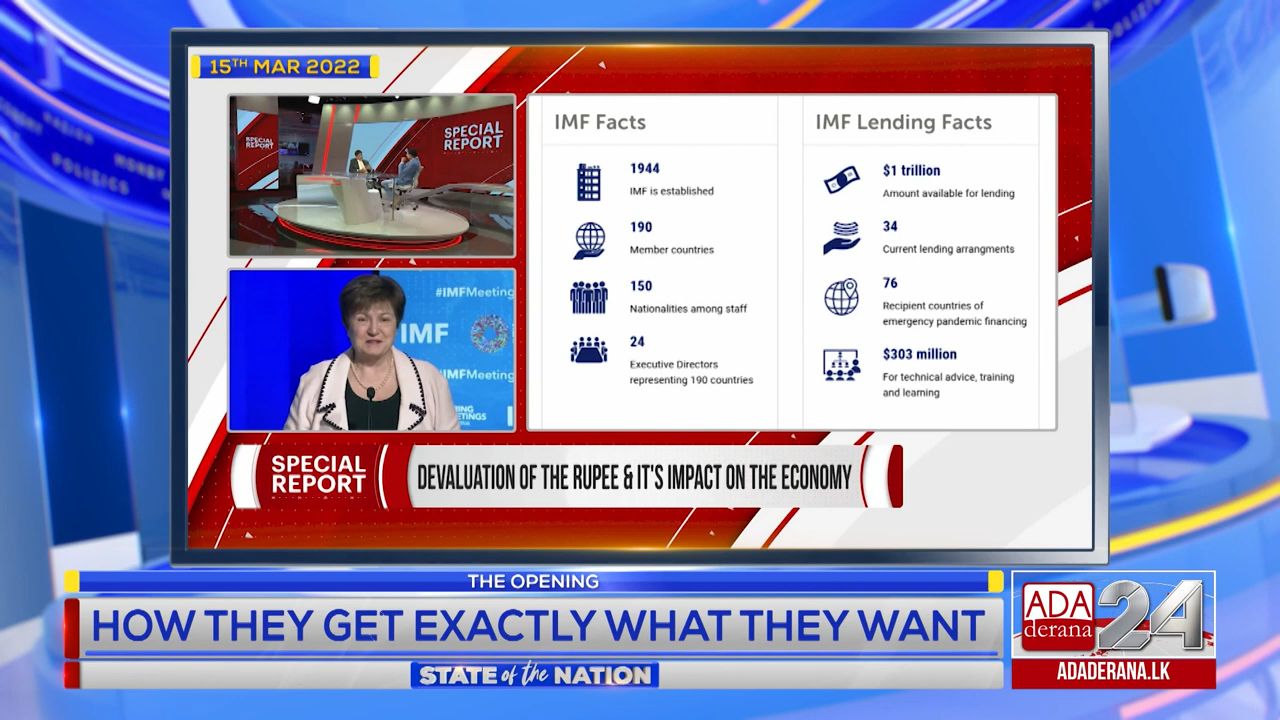 15TH MAR 2022
SPECIAL
REPORT
SPECIAL
REPORT
#IMFMeeting
IMF
#IMFMeeting
IMF Facts
1944
IMF is established
190
Member countries
150
Nationalities among staff
24
Executive Directors
representing 190 countries
IMF Lending Facts
$1 trillion
Amount available for lending
34
Current lending arrangments
76
Recipient countries of
emergency pandemic financing
$303 million
For technical advice, training
and learning
SPECIAL
REPORT
DEVALUATION OF THE RUPEE & IT'S IMPACT ON THE ECONOMY
THE OPENING
HOW THEY GET EXACTLY WHAT THEY WANT
STATE of the NATION
ADA
derana
24
ADADERANA.LK
POLITICS
MONEY